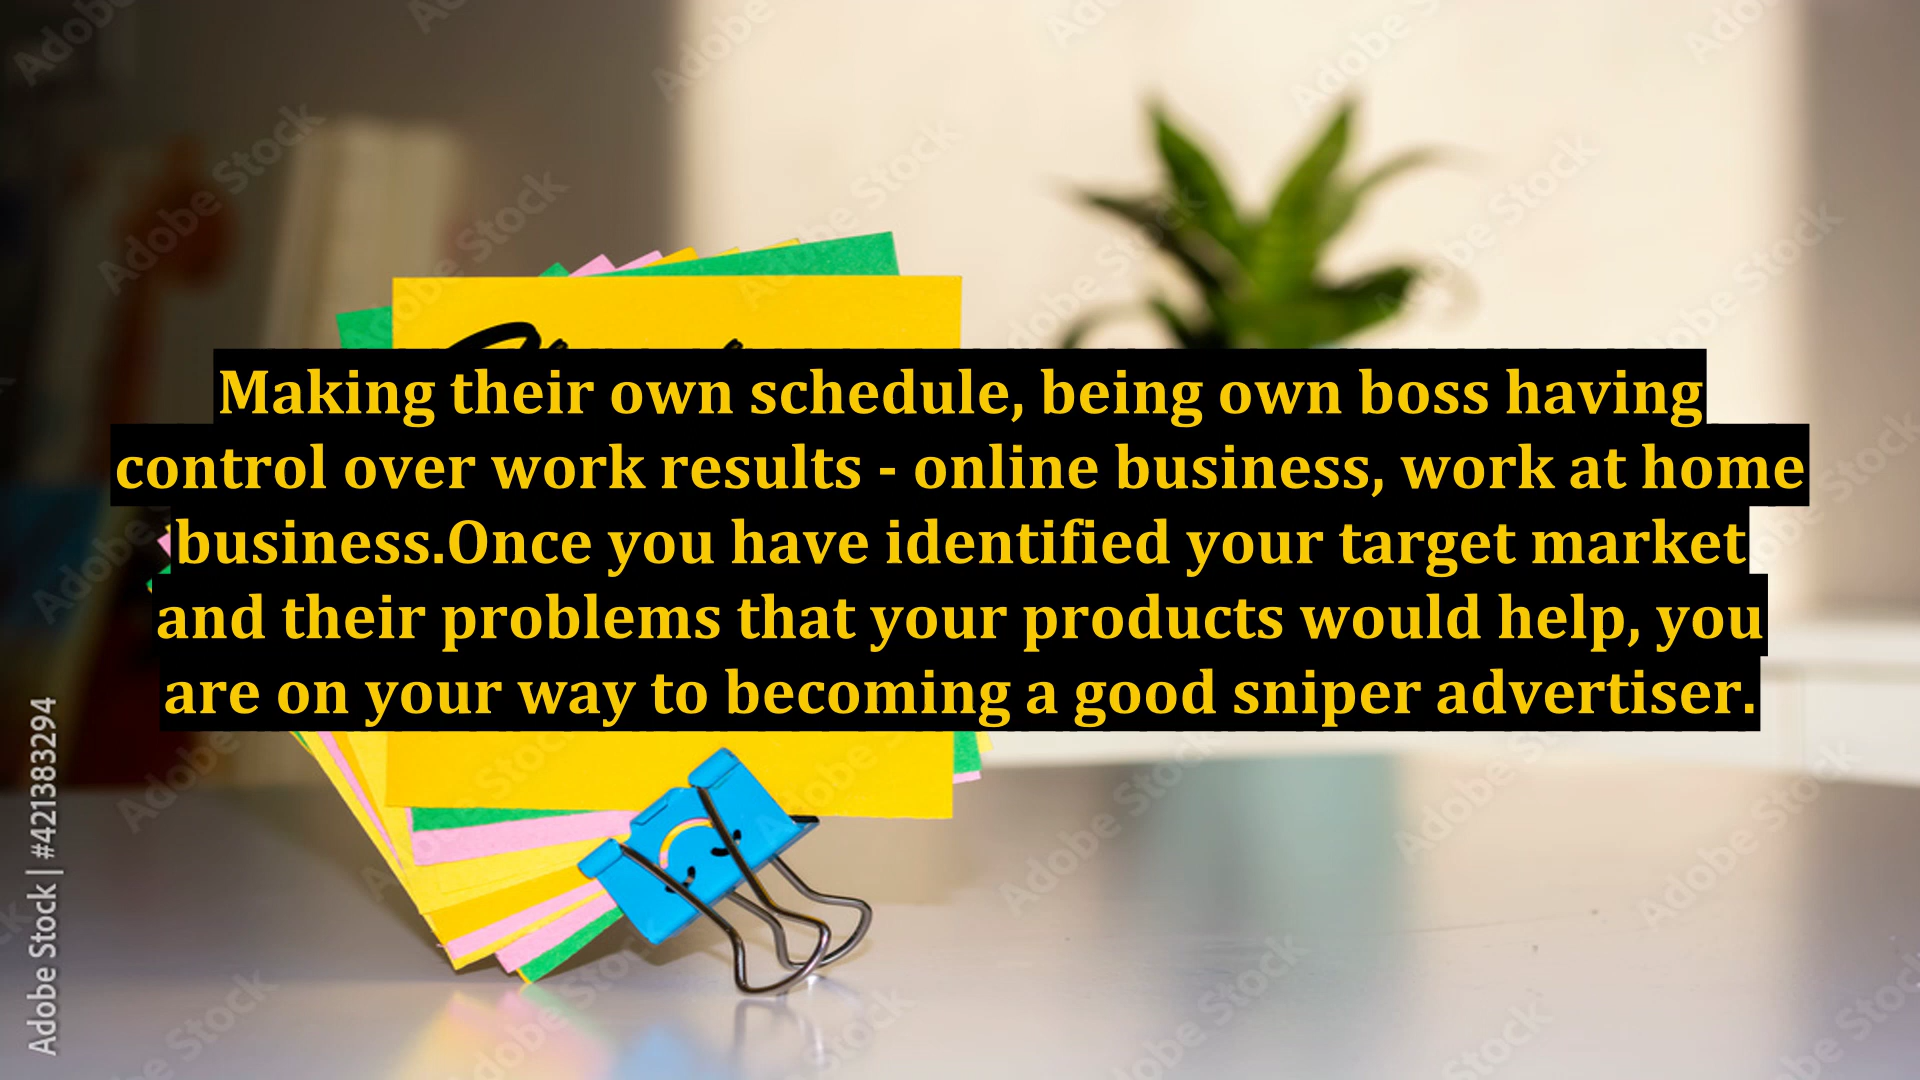 Making their own schedule, being own boss having
control over work results - online business, work at home
business.Once you have identified your target market
and their problems that your products would help, you
are on your way to becoming a good sniper advertiser.
Adobe Stock | #421383294
Adobe Stock